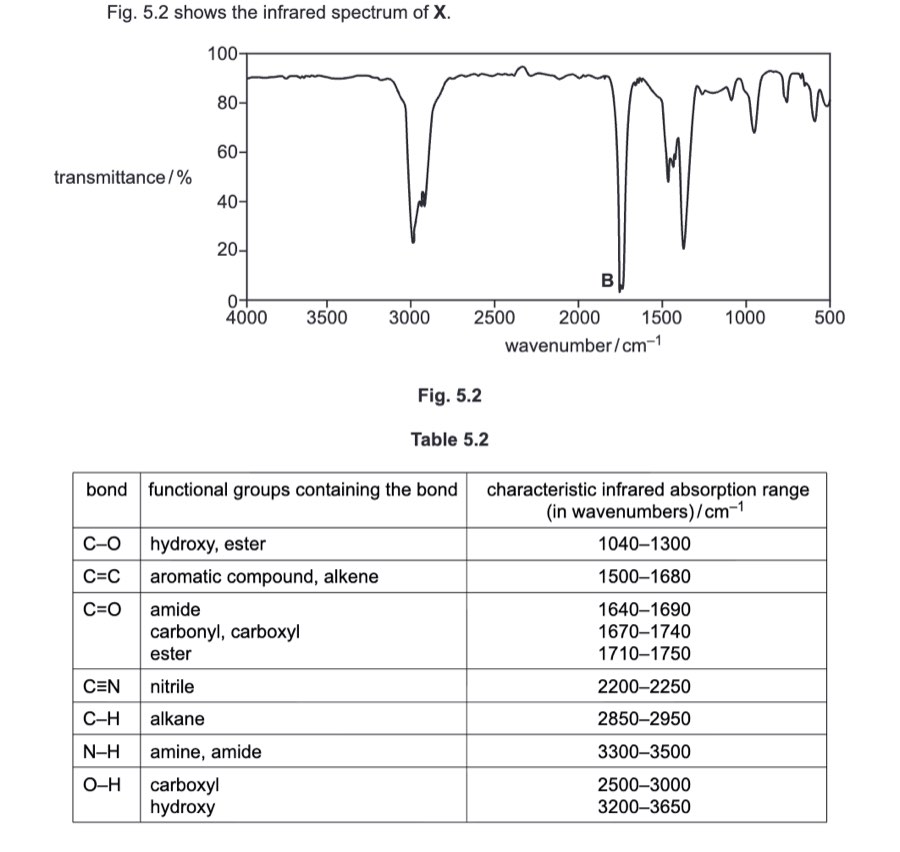 Fig. 5.2 shows the infrared spectrum of X.
100
80
60
transmittance / %
40
20
B
0
4000 3500 3000 2500 2000 1500 1000 500
wavenumber / cm⁻¹
Fig. 5.2
Table 5.2
bond functional groups containing the bond characteristic infrared absorption range
(in wavenumbers) / cm⁻¹
C–O hydroxy, ester 1040–1300
C=C aromatic compound, alkene 1500–1680
C=O amide 1640–1690
carbonyl, carboxyl 1670–1740
ester 1710–1750
C≡N nitrile 2200–2250
C–H alkane 2850–2950
N–H amine, amide 3300–3500
O–H carboxyl 2500–3000
hydroxy 3200–3650